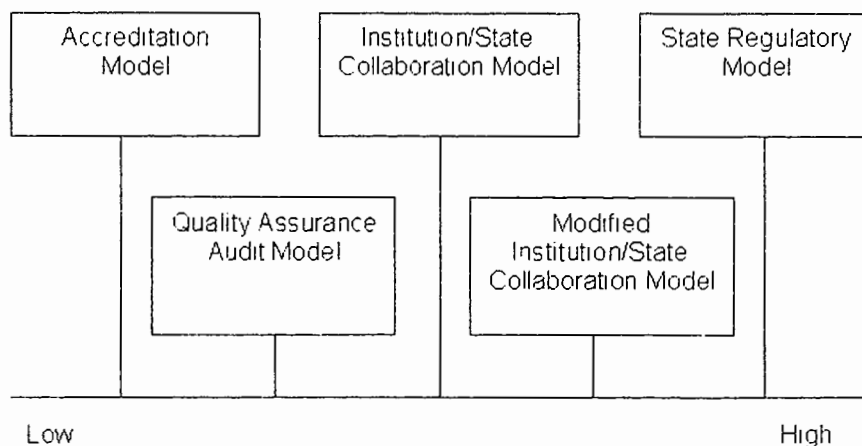 Accreditation
Model
Institution/State
Collaboration Model
State Regulatory
Model
Quality Assurance
Audit Model
Modified
Institution/State
Collaboration Model
Low
High